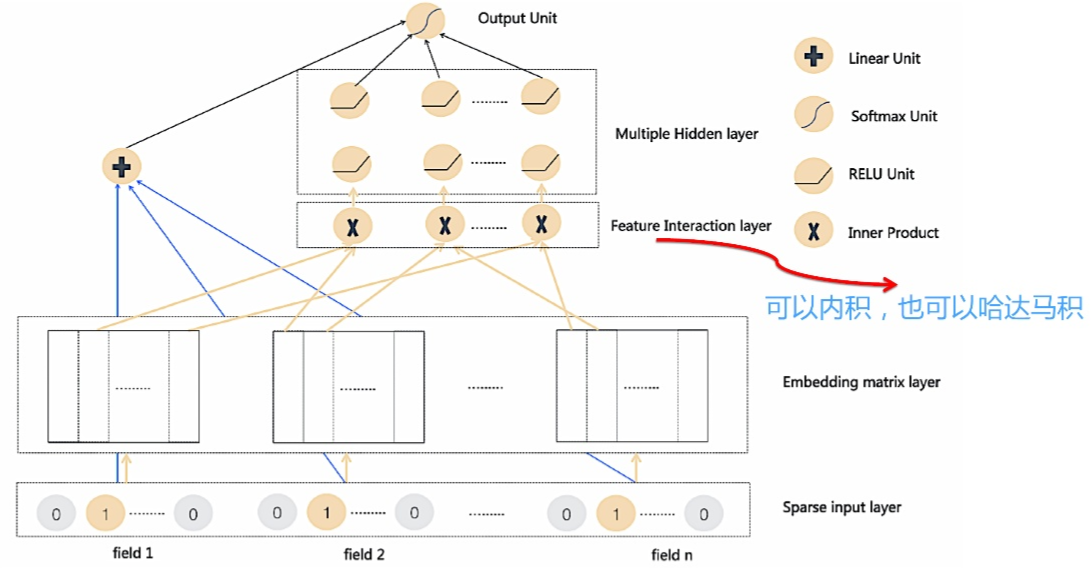 Output Unit
Linear Unit
Softmax Unit
Multiple Hidden layer
RELU Unit
Feature Interaction layer
Inner Product
X X ........ X
可以内积，也可以哈达马积
Embedding matrix layer
Sparse input layer
0 1 ........ 0 0 1 ........ 0 ........ 0 1 ........ 0
field 1 field 2 field n